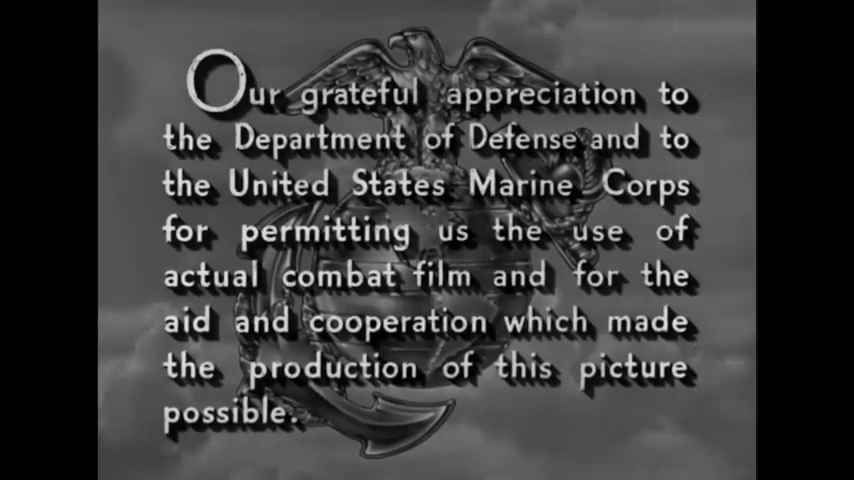 Our grateful appreciation to
the Department of Defense and to
the United States Marine Corps
for permitting us the use of
actual combat film and for the
aid and cooperation which made
the production of this picture
possible.